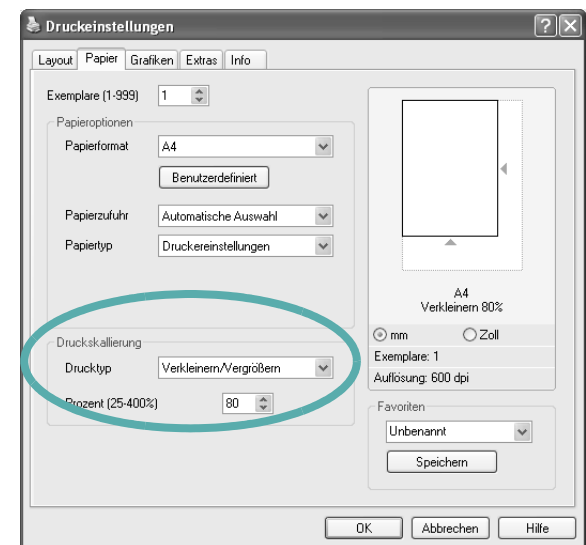 Druckeinstellungen
Layout Papier Grafiken Extras Info
Exemplare (1-999) 1
Papieroptionen
Papierformat A4
Benutzerdefiniert
Papierzufuhr Automatische Auswahl
Papiertyp Druckereinstellungen
Druckskallierung
Drucktyp Verkleinern/Vergrößern
Prozent (25-400%) 80
A4
Verkleinern 80%
mm Zoll
Exemplare: 1
Auflösung: 600 dpi
Favoriten
Unbenannt
Speichern
OK Abbrechen Hilfe